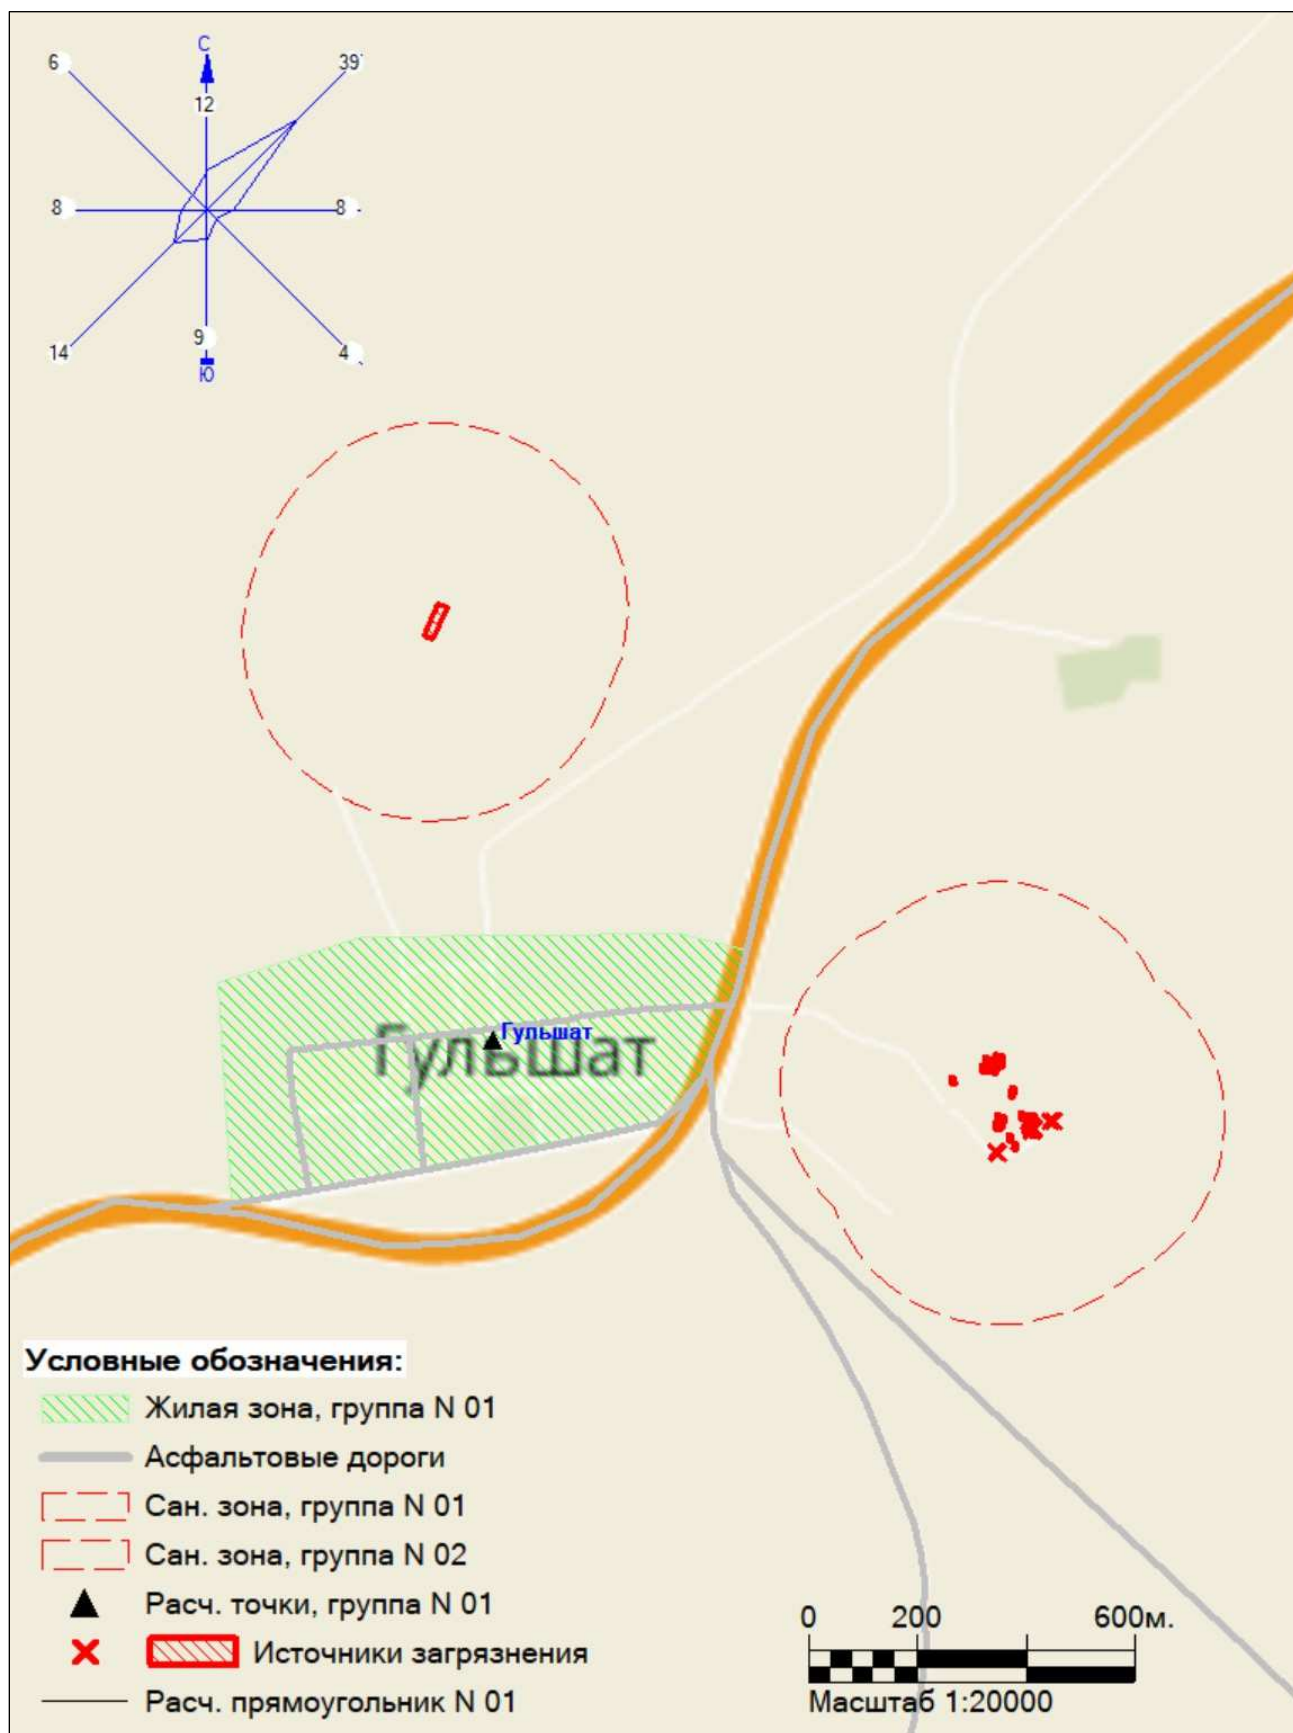 С
6
39
12
8
8
9
14
4
Ю
Гульшат
Гульшат
Условные обозначения:
Жилая зона, группа N 01
Асфальтовые дороги
Сан. зона, группа N 01
Сан. зона, группа N 02
Расч. точки, группа N 01
Источники загрязнения
Расч. прямоугольник N 01
0 200 600м.
Масштаб 1:20000